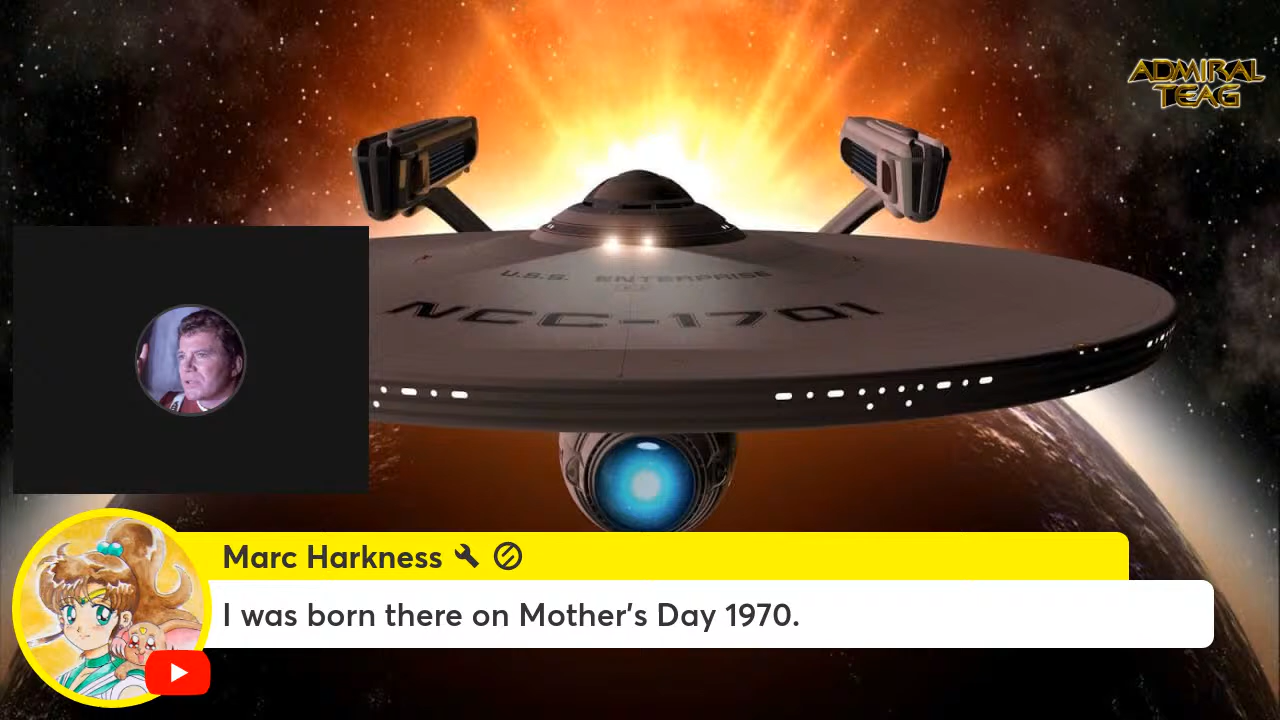 ADMIRAL
TEAG
U.S.S. ENTERPRISE
NCC-1701
Marc Harkness
I was born there on Mother's Day 1970.